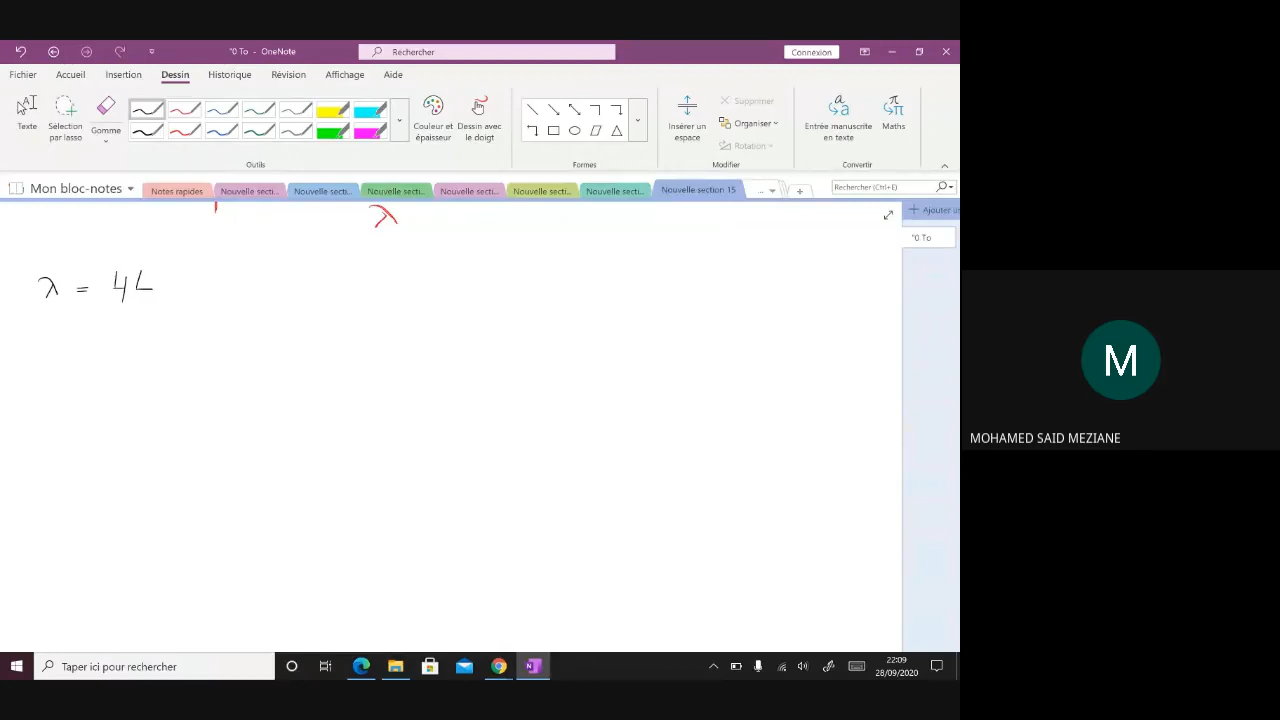 "0 To - OneNote
Rechercher
Connexion
Fichier Accueil Insertion Dessin Historique Révision Affichage Aide
Texte
Sélection par lasso
Gomme
Couleur et épaisseur
Dessin avec le doigt
Insérer un espace
Supprimer
Organiser
Rotation
Entrée manuscrite en texte
Maths
Outils
Formes
Modifier
Convertir
Mon bloc-notes
Notes rapides
Nouvelle secti...
Nouvelle secti...
Nouvelle secti...
Nouvelle secti...
Nouvelle secti...
Nouvelle secti...
Nouvelle section 15
...
Rechercher (Ctrl+E)
Ajouter un
"0 To
λ
λ = 4L
M
MOHAMED SAID MEZIANE
Taper ici pour rechercher
22:09
28/09/2020